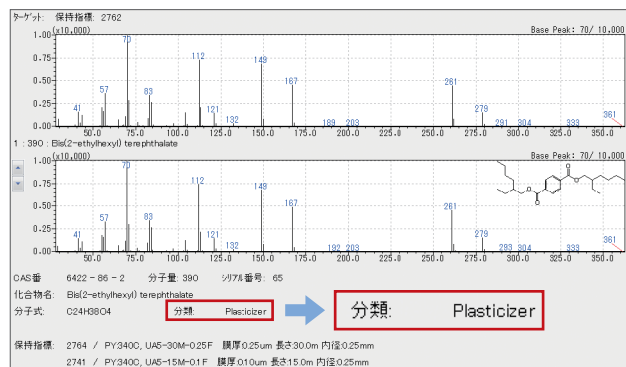 ターゲット: 保持指標: 2762
(x10,000) Base Peak: 70/ 10,000
1.00
0.75
0.50
0.25
0.00
41 57 70 83 112 121 132 149 167 189 203 261 279 291 304 333 361
50.0 75.0 100.0 125.0 150.0 175.0 200.0 225.0 250.0 275.0 300.0 325.0 350.0
1 : 390 : Bis(2-ethylhexyl) terephthalate
(x10,000) Base Peak: 70/ 10,000
1.00
0.75
0.50
0.25
0.00
41 57 70 83 112 121 132 149 167 192 203 261 279 293 304 333 361
50.0 75.0 100.0 125.0 150.0 175.0 200.0 225.0 250.0 275.0 300.0 325.0 350.0
CAS番 6422 - 86 - 2 分子量: 390 シリアル番号: 65
化合物名: Bis(2-ethylhexyl) terephthalate
分子式: C24H38O4 分類: Plasticizer
分類: Plasticizer
保持指標: 2764 / PY:340C, UA5-30M-0.25F 膜厚:0.25um 長さ:30.0m 内径:0.25mm
2741 / PY:340C, UA5-15M-0.1F 膜厚:0.10um 長さ:15.0m 内径:0.25mm